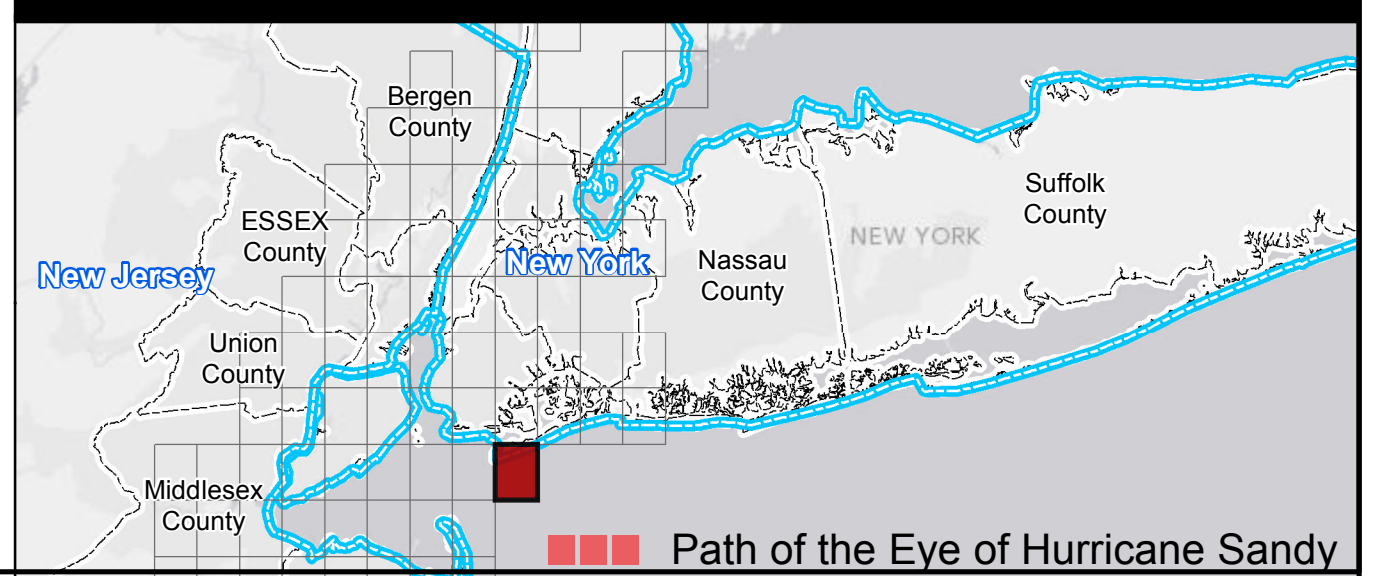 Bergen
County
ESSEX
County
Suffolk
County
NEW YORK
New Jersey
New York
Nassau
County
Union
County
Middlesex
County
Path of the Eye of Hurricane Sandy